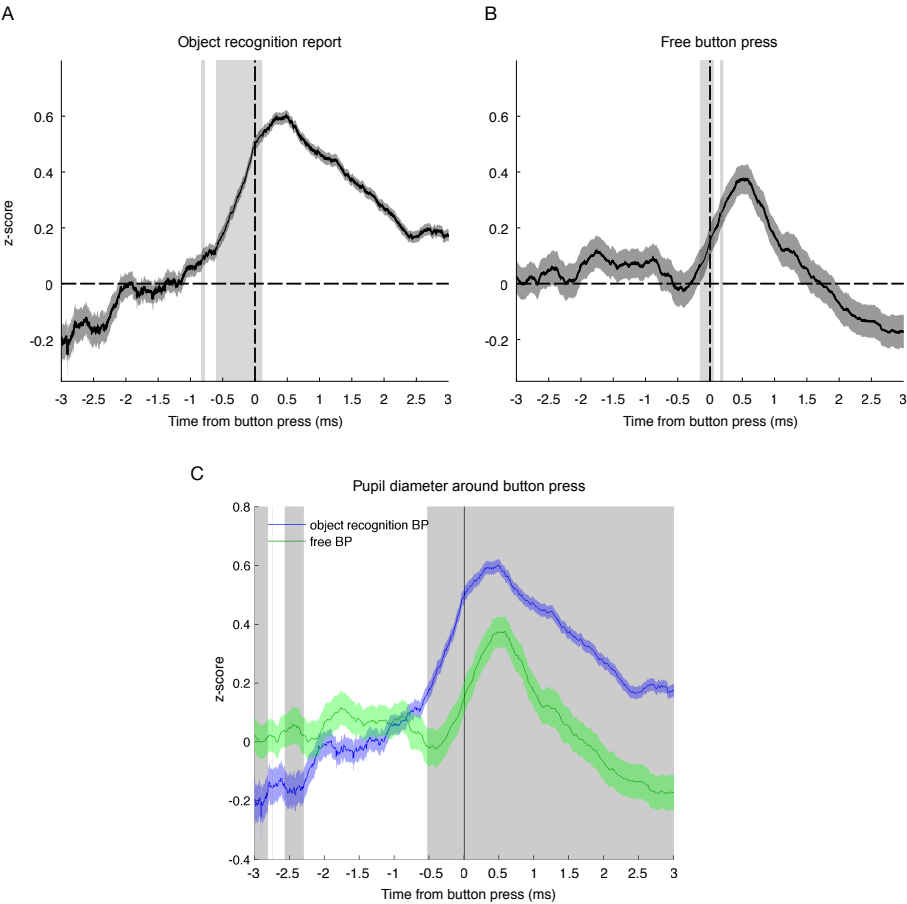 A
Object recognition report
z-score
0.6
0.4
0.2
0
-0.2
-3 -2.5 -2 -1.5 -1 -0.5 0 0.5 1 1.5 2 2.5 3
Time from button press (ms)
B
Free button press
0.6
0.4
0.2
0
-0.2
-3 -2.5 -2 -1.5 -1 -0.5 0 0.5 1 1.5 2 2.5 3
Time from button press (ms)
C
Pupil diameter around button press
object recognition BP
free BP
z-score
0.8
0.6
0.4
0.2
0
-0.2
-0.4
-3 -2.5 -2 -1.5 -1 -0.5 0 0.5 1 1.5 2 2.5 3
Time from button press (ms)